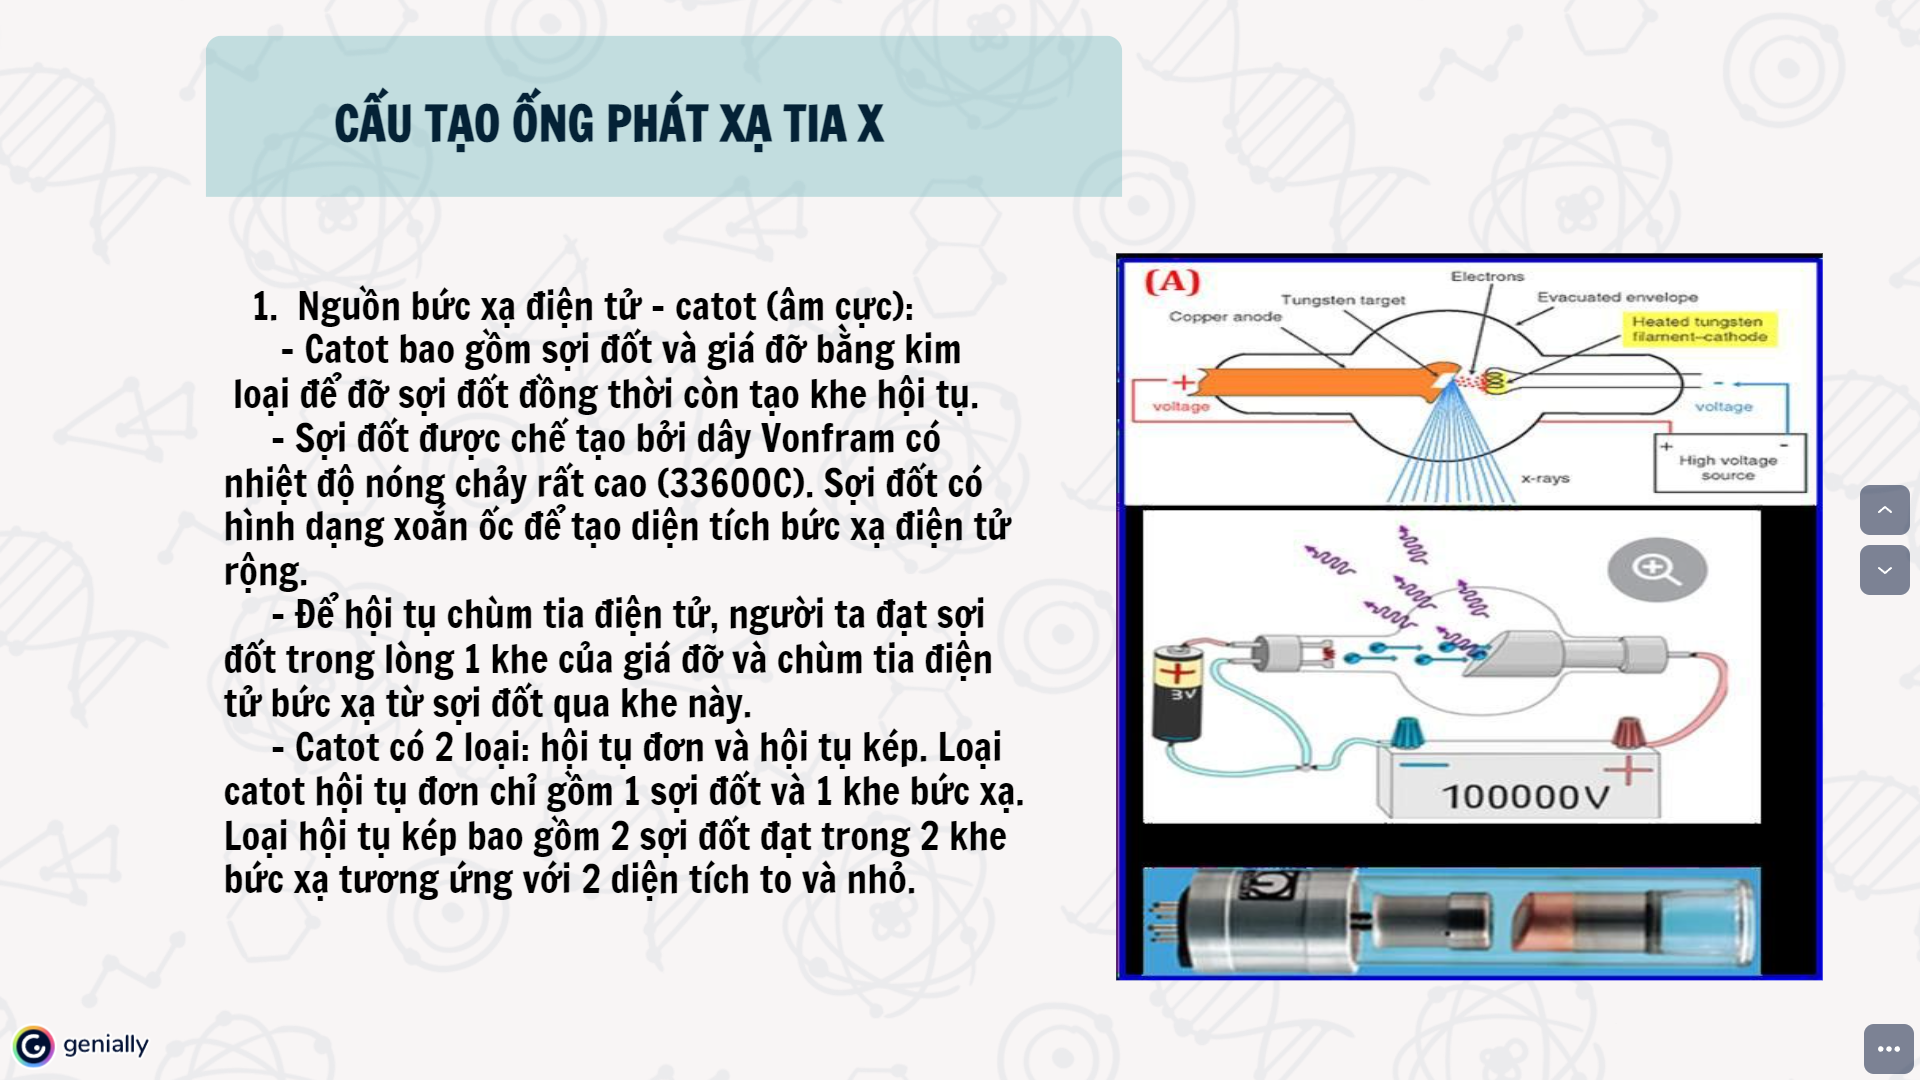 CẤU TẠO ỐNG PHÁT XẠ TIA X
1. Nguồn bức xạ điện tử - catot (âm cực):
- Catot bao gồm sợi đốt và giá đỡ bằng kim
loại để đỡ sợi đốt đồng thời còn tạo khe hội tụ.
- Sợi đốt được chế tạo bởi dây Vonfram có
nhiệt độ nóng chảy rất cao (33600C). Sợi đốt có
hình dạng xoắn ốc để tạo diện tích bức xạ điện tử
rộng.
- Để hội tụ chùm tia điện tử, người ta đạt sợi
đốt trong lòng 1 khe của giá đỡ và chùm tia điện
tử bức xạ từ sợi đốt qua khe này.
- Catot có 2 loại: hội tụ đơn và hội tụ kép. Loại
catot hội tụ đơn chỉ gồm 1 sợi đốt và 1 khe bức xạ.
Loại hội tụ kép bao gồm 2 sợi đốt đạt trong 2 khe
bức xạ tương ứng với 2 diện tích to và nhỏ.
(A)
Electrons
Tungsten target
Evacuated envelope
Copper anode
Heated tungsten
filament–cathode
+
-
voltage
voltage
+
-
High voltage
source
x-rays
+
3V
100000V
genially